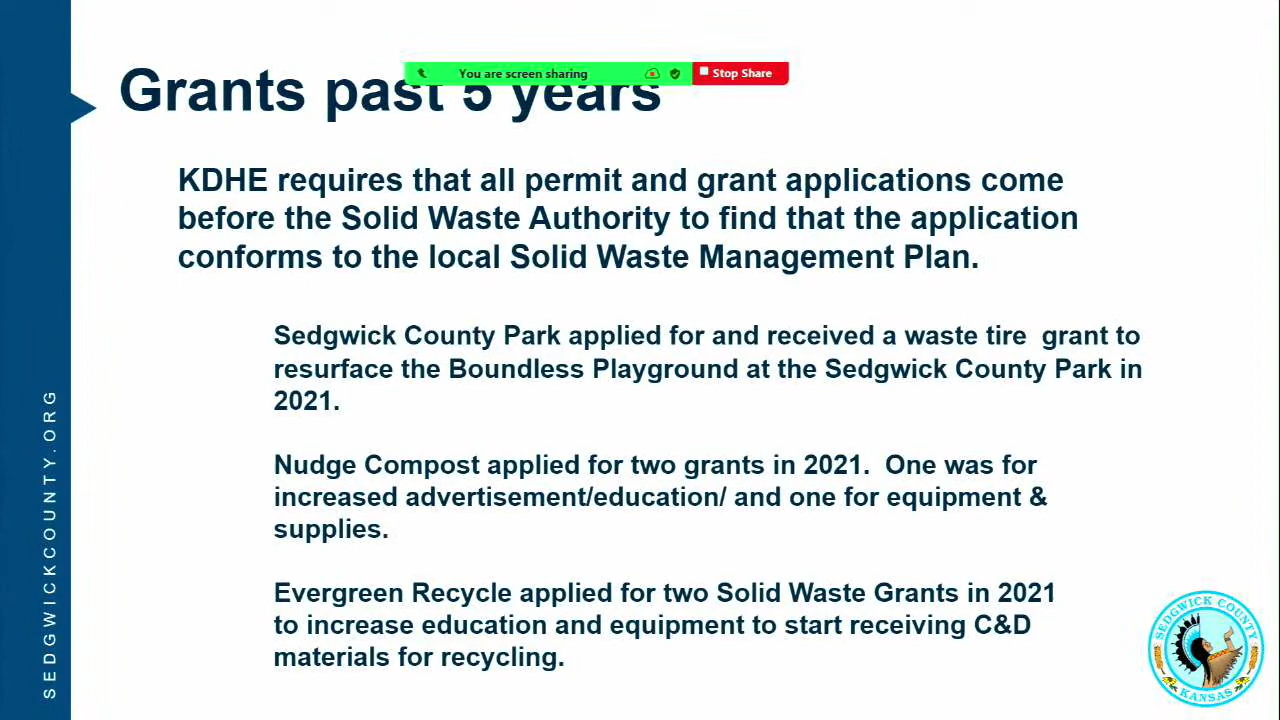 You are screen sharing
Stop Share
Grants past 5 years
KDHE requires that all permit and grant applications come
before the Solid Waste Authority to find that the application
conforms to the local Solid Waste Management Plan.
Sedgwick County Park applied for and received a waste tire  grant to
resurface the Boundless Playground at the Sedgwick County Park in
2021.
Nudge Compost applied for two grants in 2021.  One was for
increased advertisement/education/ and one for equipment &
supplies.
Evergreen Recycle applied for two Solid Waste Grants in 2021
to increase education and equipment to start receiving C&D
materials for recycling.
SEDGWICKCOUNTY.ORG
SEDGWICK COUNTY
KANSAS